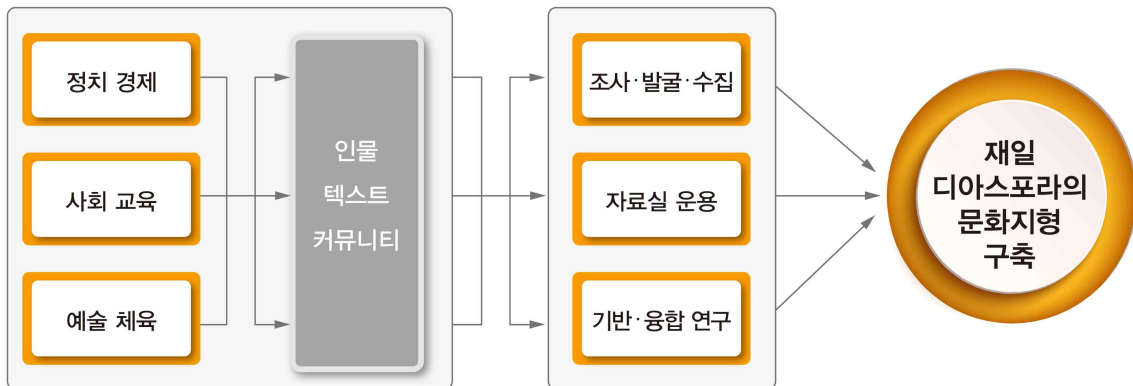 정치 경제
사회 교육
예술 체육
인물
텍스트
커뮤니티
조사·발굴·수집
자료실 운용
기반·융합 연구
재일
디아스포라의
문화지형
구축